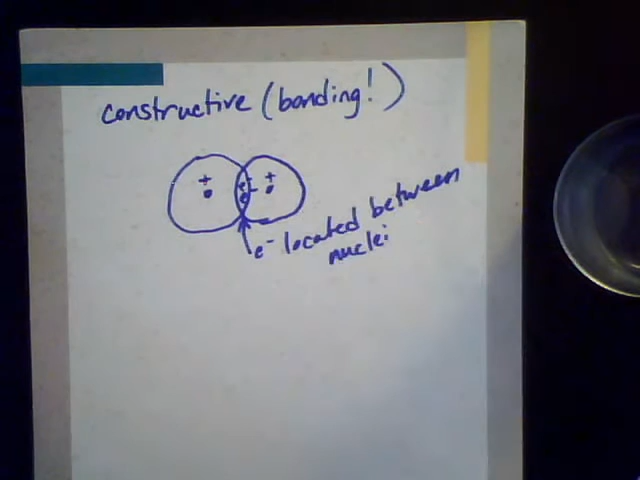 constructive (bonding!)
+ +
e⁻ located between
nuclei